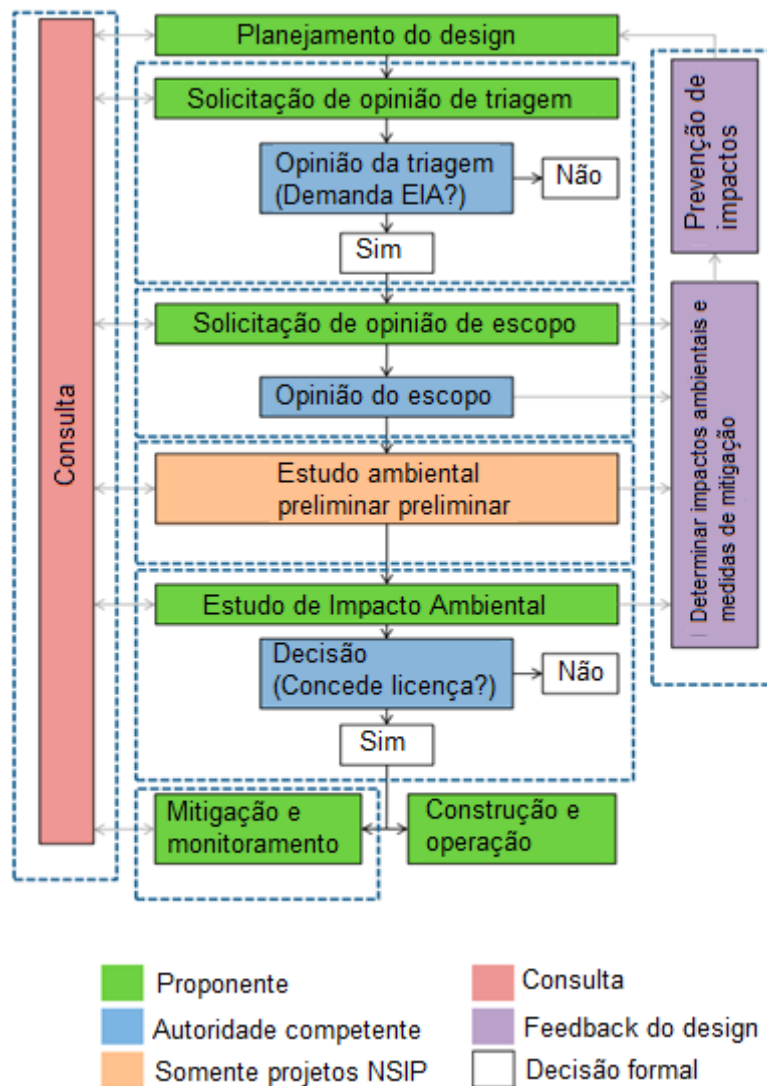 Planejamento do design
Solicitação de opinião de triagem
Opinião da triagem
(Demanda EIA?)
Não
Sim
Solicitação de opinião de escopo
Opinião do escopo
Estudo ambiental
preliminar preliminar
Estudo de Impacto Ambiental
Decisão
(Concede licença?)
Não
Sim
Mitigação e
monitoramento
Construção e
operação
Consulta
Prevenção de
impactos
Determinar impactos ambientais e
medidas de mitigação
Proponente
Autoridade competente
Somente projetos NSIP
Consulta
Feedback do design
Decisão formal